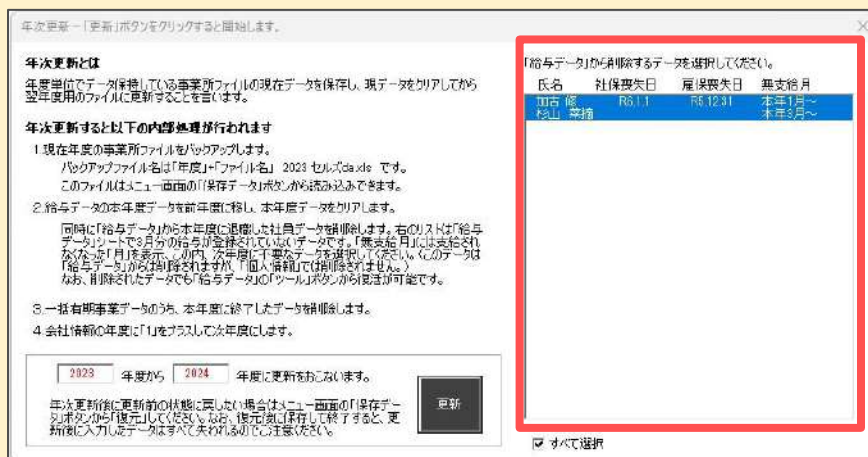 年次更新－「更新」ボタンをクリックすると開始します。
年次更新とは
年度単位でデータ保持している事業所ファイルの現在データを保存し、現データをクリアしてから
翌年度用のファイルに更新することを言います。
年次更新すると以下の内部処理が行われます
1.現在年度の事業所ファイルをバックアップします。
バックアップファイル名は「年度」+「ファイル名」 2023 セルズda.xls です。
このファイルはメニュー画面の「保存データ」ボタンから読み込みできます。
2.給与データの本年度データを前年度に移し、本年度データをクリアします。
同時に「給与データ」から本年度に退職した社員データを削除します。右のリストは「給与
データ」シートで3月分の給与が登録されていないデータです。「無支給月」には支給され
なくなった「月」を表示、この内、次年度に不要なデータを選択してください。(このデータは
「給与データ」からは削除されますが、「個人情報」では削除されません。)
なお、削除されたデータでも「給与データ」の「ツール」ボタンから復活が可能です。
3.一括有期事業データのうち、本年度に終了したデータを削除します。
4.会社情報の年度に「1」をプラスして次年度にします。
2023 年度から 2024 年度に更新をおこないます。
年次更新後に更新前の状態に戻したい場合はメニュー画面の「保存デー
タ」ボタンから「復元」してください。なお、復元後に保存して終了すると、更
新後に入力したデータはすべて失われるのでご注意ください。
更新
「給与データ」から削除するデータを選択してください。
氏名 社保喪失日 雇保喪失日 無支給月
加古 修 R6.1.1 R5.12.31 本年1月～
杉山 菜摘 本年3月～
すべて選択